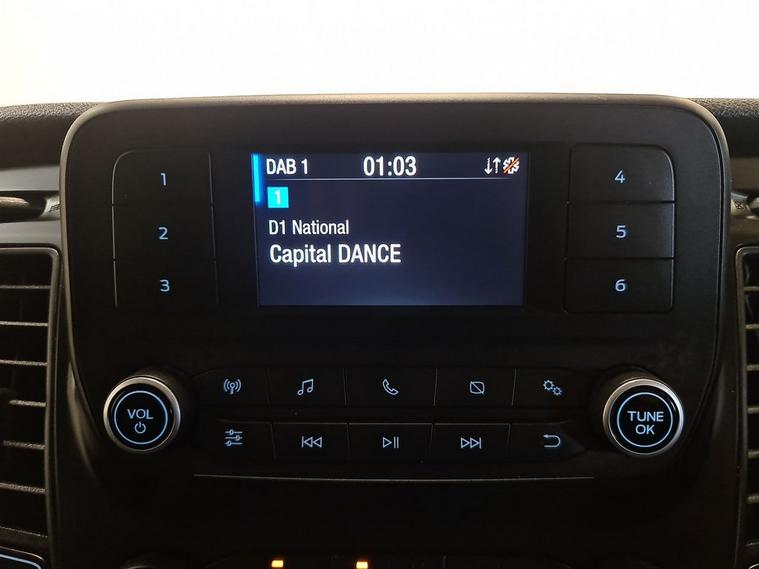 DAB 1 01:03
1
D1 National
Capital DANCE
1
2
3
4
5
6
VOL
TUNE
OK